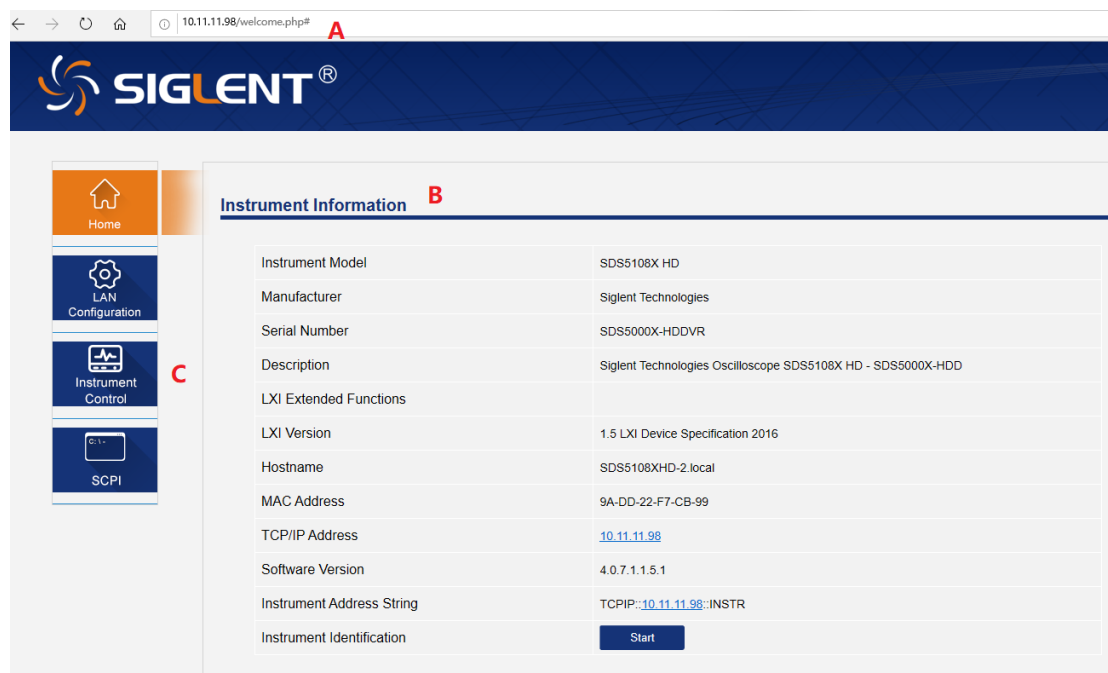 10.11.11.98/welcome.php#
A
SIGLENT®
Home
LAN
Configuration
Instrument
Control
C
C:\-
SCPI
Instrument Information B
Instrument Model SDS5108X HD
Manufacturer Siglent Technologies
Serial Number SDS5000X-HDDVR
Description Siglent Technologies Oscilloscope SDS5108X HD - SDS5000X-HDD
LXI Extended Functions
LXI Version 1.5 LXI Device Specification 2016
Hostname SDS5108XHD-2.local
MAC Address 9A-DD-22-F7-CB-99
TCP/IP Address 10.11.11.98
Software Version 4.0.7.1.1.5.1
Instrument Address String TCPIP::10.11.11.98::INSTR
Instrument Identification Start